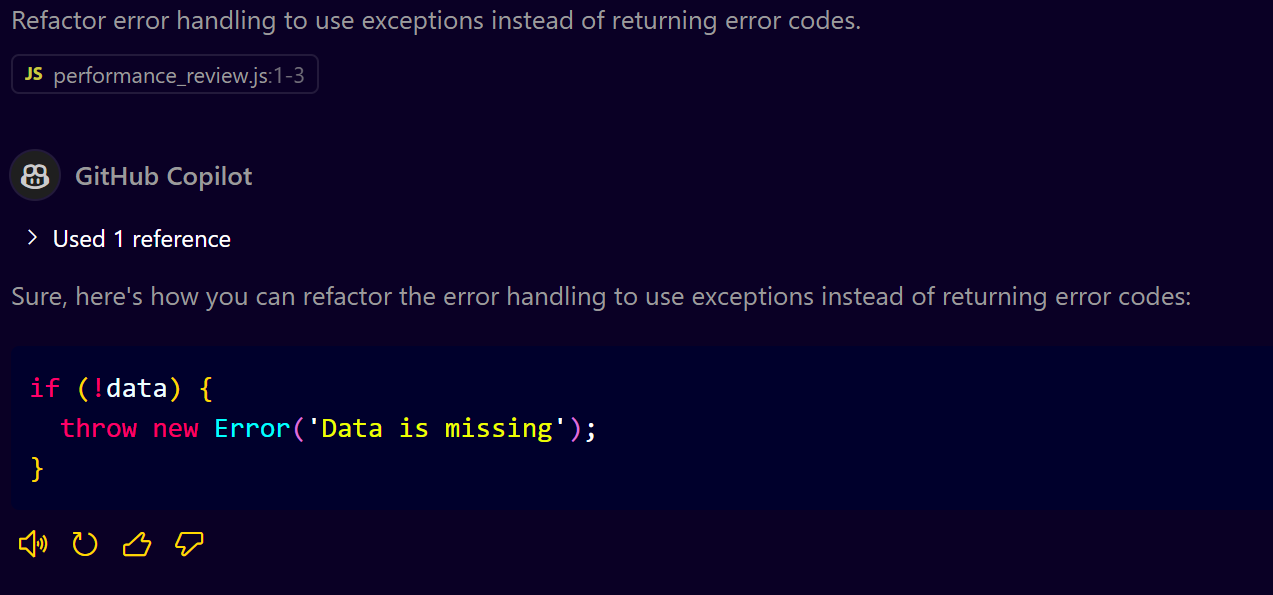 Refactor error handling to use exceptions instead of returning error codes.
JS performance_review.js:1-3
GitHub Copilot
Used 1 reference
Sure, here's how you can refactor the error handling to use exceptions instead of returning error codes:
if (!data) {
  throw new Error('Data is missing');
}